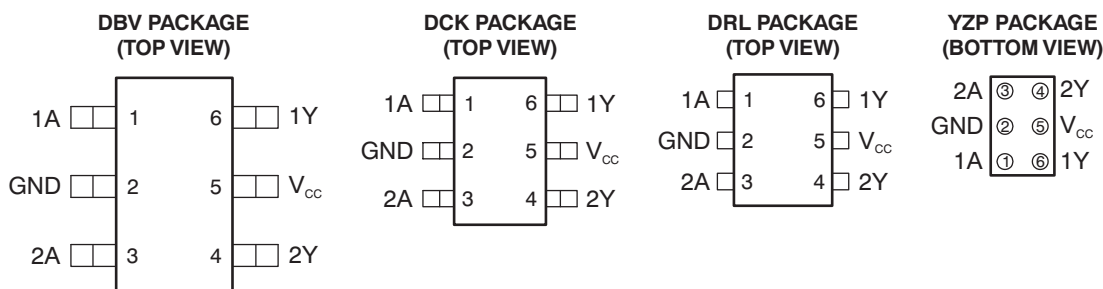 DBV PACKAGE
(TOP VIEW)
1A 1 6 1Y
GND 2 5 VCC
2A 3 4 2Y
DCK PACKAGE
(TOP VIEW)
1A 1 6 1Y
GND 2 5 VCC
2A 3 4 2Y
DRL PACKAGE
(TOP VIEW)
1A 1 6 1Y
GND 2 5 VCC
2A 3 4 2Y
YZP PACKAGE
(BOTTOM VIEW)
2A ③ ④ 2Y
GND ② ⑤ VCC
1A ① ⑥ 1Y